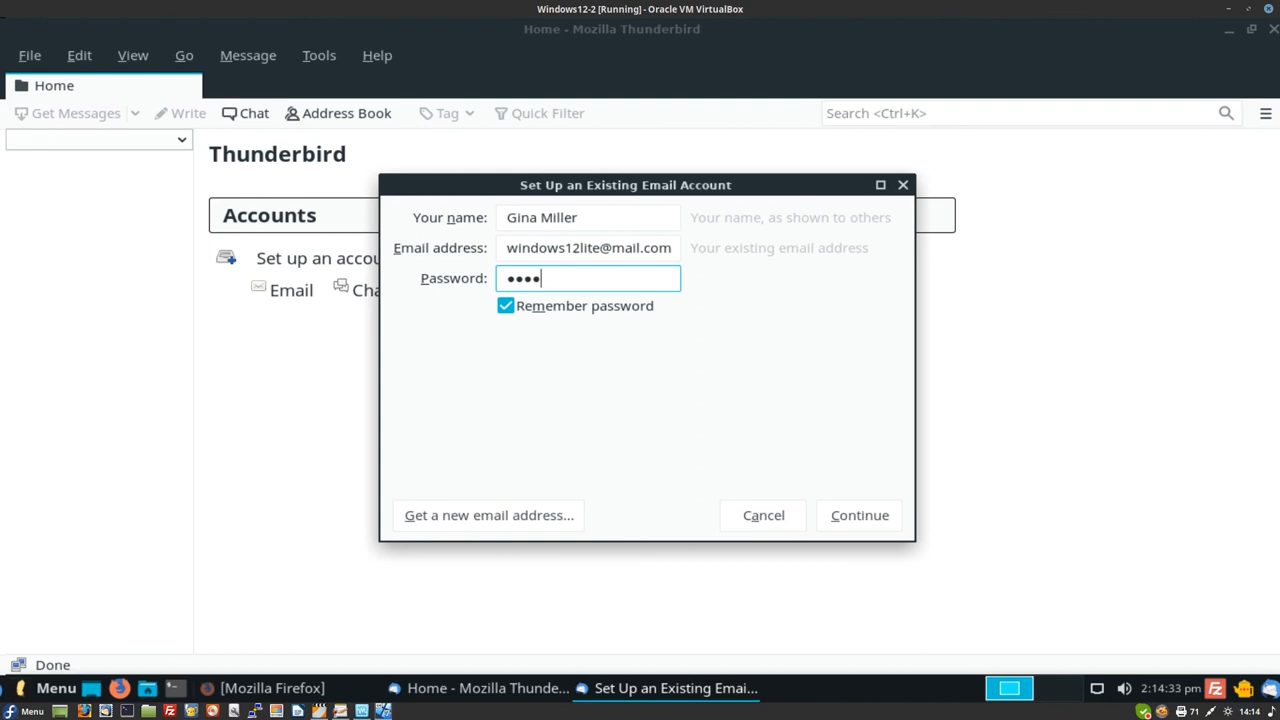 Windows12-2 [Running] - Oracle VM VirtualBox
Home - Mozilla Thunderbird
File Edit View Go Message Tools Help
Home
Get Messages Write Chat Address Book Tag Quick Filter Search <Ctrl+K>
Thunderbird
Accounts
Set up an accou
Email Cha
Set Up an Existing Email Account
Your name: Gina Miller Your name, as shown to others
Email address: windows12lite@mail.com Your existing email address
Password: ●●●●
Remember password
Get a new email address... Cancel Continue
Done
Menu [Mozilla Firefox] Home - Mozilla Thunde... Set Up an Existing Emai... 2:14:33 pm
Menu 71 14:14